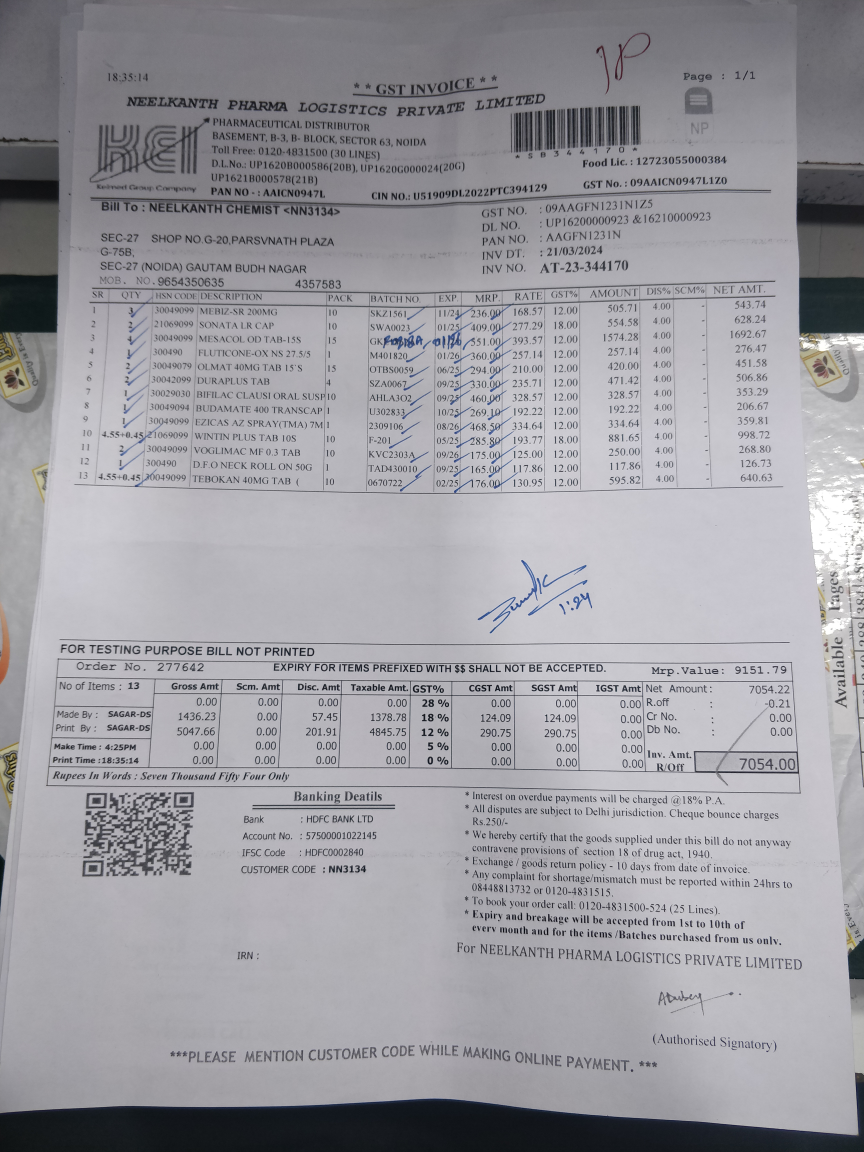 18:35:14
* * GST INVOICE * *
Page : 1/1
NEELKANTH PHARMA LOGISTICS PRIVATE LIMITED
KEI
Keimed Group Company
PHARMACEUTICAL DISTRIBUTOR
BASEMENT, B-3, B- BLOCK, SECTOR 63, NOIDA
Toll Free: 0120-4831500 (30 LINES)
D.L.No.: UP1620B000586(20B), UP1620G000024(20G)
UP1621B000578(21B)
PAN NO - : AAICN0947L
CIN NO.: U51909DL2022PTC394129
*5B344170*
NP
Food Lic. : 12723055000384
GST No. : 09AAICN0947L1Z0
Bill To : NEELKANTH CHEMIST <NN3134>
SEC-27 SHOP NO.G-20,PARSVNATH PLAZA
G-75B,
SEC-27 (NOIDA) GAUTAM BUDH NAGAR
MOB. NO.9654350635 4357583
GST NO. : 09AAGFN1231N1Z5
DL NO. : UP16200000923 &16210000923
PAN NO. : AAGFN1231N
INV DT. : 21/03/2024
INV NO. AT-23-344170
SR QTY HSN CODE DESCRIPTION PACK BATCH NO. EXP MRP RATE GST% AMOUNT DIS% SCM% NET AMT.
1 3 30049099 MEBIZ-SR 200MG 10 SKZ1561 11/24 236.00 168.57 12.00 505.71 4.00 - 543.74
2 2 21069099 SONATA LR CAP 10 SWA0023 01/25 409.00 277.29 18.00 554.58 4.00 - 628.24
3 4 30049099 MESACOL OD TAB-15S 15 551.00 393.57 12.00 1574.28 4.00 - 1692.67
4 1 300490 FLUTICONE-OX NS 27.5/5 1 M401820 01/26 360.00 257.14 12.00 257.14 4.00 - 276.47
5 2 30049079 OLMAT 40MG TAB 15`S 15 OTBS0059 06/25 294.00 210.00 12.00 420.00 4.00 - 451.58
6 2 30042099 DURAPLUS TAB 4 SZA0067 09/25 330.00 235.71 12.00 471.42 4.00 - 506.86
7 1 30029030 BIFILAC CLAUSI ORAL SUSP 10 AHLA3O2 09/25 460.00 328.57 12.00 328.57 4.00 - 353.29
8 1 30049094 BUDAMATE 400 TRANSCAP 1 U302833 10/25 269.10 192.22 12.00 192.22 4.00 - 206.67
9 1 30049099 EZICAS AZ SPRAY(TMA) 7M 1 2309106 08/26 468.50 334.64 12.00 334.64 4.00 - 359.81
10 4.55+0.45 21069099 WINTIN PLUS TAB 10S 10 F-201 05/25 285.80 193.77 18.00 881.65 4.00 - 998.72
11 2 30049099 VOGLIMAC MF 0.3 TAB 10 KVC2303A 09/26 175.00 125.00 12.00 250.00 4.00 - 268.80
12 1 300490 D.F.O NECK ROLL ON 50G 1 TAD430010 09/25 165.00 117.86 12.00 117.86 4.00 - 126.73
13 4.55+0.45 30049099 TEBOKAN 40MG TAB ( 10 0670722 02/25 176.00 130.95 12.00 595.82 4.00 - 640.63
FOR TESTING PURPOSE BILL NOT PRINTED
Order No. 277642 EXPIRY FOR ITEMS PREFIXED WITH $$ SHALL NOT BE ACCEPTED. Mrp.Value: 9151.79
No of Items : 13 Gross Amt Scm. Amt Disc. Amt Taxable Amt. GST% CGST Amt SGST Amt IGST Amt
0.00 0.00 0.00 0.00 28 % 0.00 0.00 0.00
Made By : SAGAR-DS 1436.23 0.00 57.45 1378.78 18 % 124.09 124.09 0.00
Print By : SAGAR-DS 5047.66 0.00 201.91 4845.75 12 % 290.75 290.75 0.00
Make Time : 4:25PM 0.00 0.00 0.00 0.00 5 % 0.00 0.00 0.00
Print Time :18:35:14 0.00 0.00 0.00 0.00 0 % 0.00 0.00 0.00
Net Amount : 7054.22
R.off : -0.21
Cr No. : 0.00
Db No. : 0.00
Inv. Amt. R/Off 7054.00
Rupees In Words : Seven Thousand Fifty Four Only
Banking Deatils
Bank : HDFC BANK LTD
Account No. : 57500001022145
IFSC Code : HDFC0002840
CUSTOMER CODE : NN3134
IRN :
* Interest on overdue payments will be charged @18% P.A.
* All disputes are subject to Delhi jurisdiction. Cheque bounce charges
Rs.250/-
* We hereby certify that the goods supplied under this bill do not anyway
contravene provisions of section 18 of drug act, 1940.
* Exchange / goods return policy - 10 days from date of invoice.
* Any complaint for shortage/mismatch must be reported within 24hrs to
08448813732 or 0120-4831515.
* To book your order call: 0120-4831500-524 (25 Lines).
* Expiry and breakage will be accepted from 1st to 10th of
every month and for the items /Batches purchased from us only.
For NEELKANTH PHARMA LOGISTICS PRIVATE LIMITED
(Authorised Signatory)
***PLEASE MENTION CUSTOMER CODE WHILE MAKING ONLINE PAYMENT. ***
Available Pages